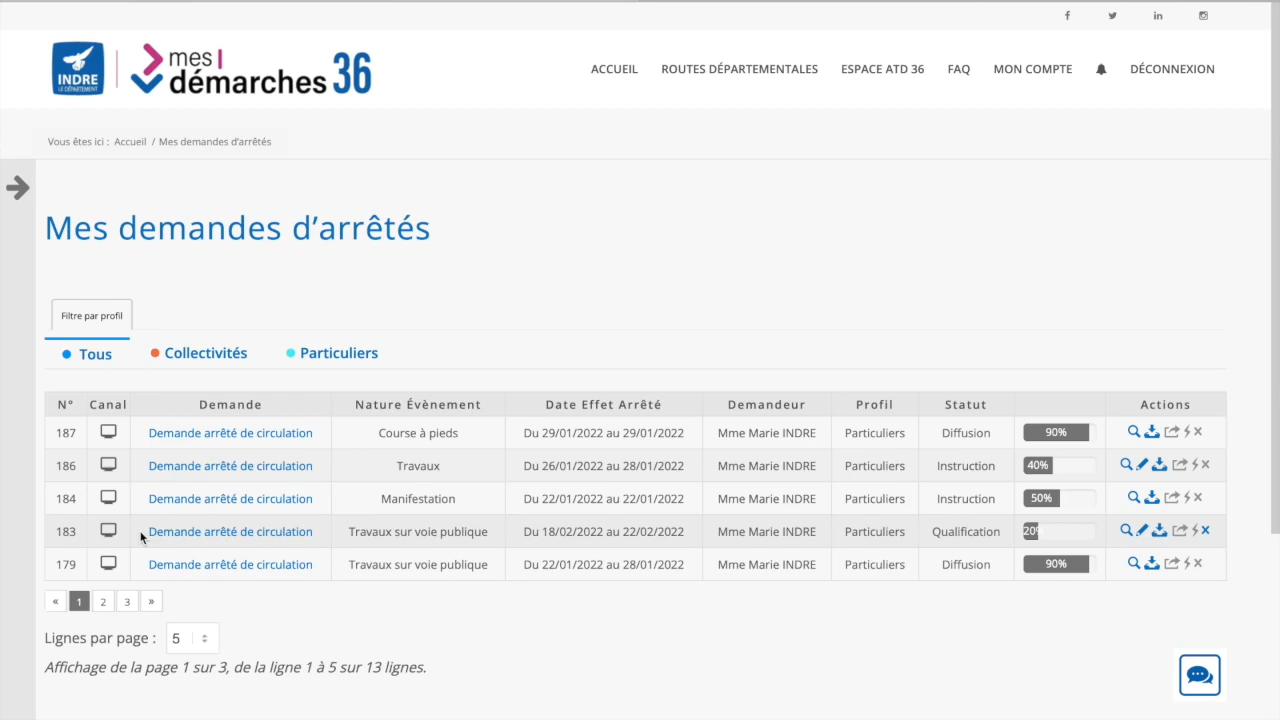 INDRE
LE DÉPARTEMENT
mes
démarches 36
ACCUEIL ROUTES DÉPARTEMENTALES ESPACE ATD 36 FAQ MON COMPTE DÉCONNEXION
Vous êtes ici : Accueil / Mes demandes d'arrêtés
Mes demandes d'arrêtés
Filtre par profil
Tous Collectivités Particuliers
N° Canal Demande Nature Évènement Date Effet Arrêté Demandeur Profil Statut Actions
187 Demande arrêté de circulation Course à pieds Du 29/01/2022 au 29/01/2022 Mme Marie INDRE Particuliers Diffusion 90%
186 Demande arrêté de circulation Travaux Du 26/01/2022 au 28/01/2022 Mme Marie INDRE Particuliers Instruction 40%
184 Demande arrêté de circulation Manifestation Du 22/01/2022 au 22/01/2022 Mme Marie INDRE Particuliers Instruction 50%
183 Demande arrêté de circulation Travaux sur voie publique Du 18/02/2022 au 22/02/2022 Mme Marie INDRE Particuliers Qualification 20%
179 Demande arrêté de circulation Travaux sur voie publique Du 22/01/2022 au 28/01/2022 Mme Marie INDRE Particuliers Diffusion 90%
« 1 2 3 »
Lignes par page : 5
Affichage de la page 1 sur 3, de la ligne 1 à 5 sur 13 lignes.